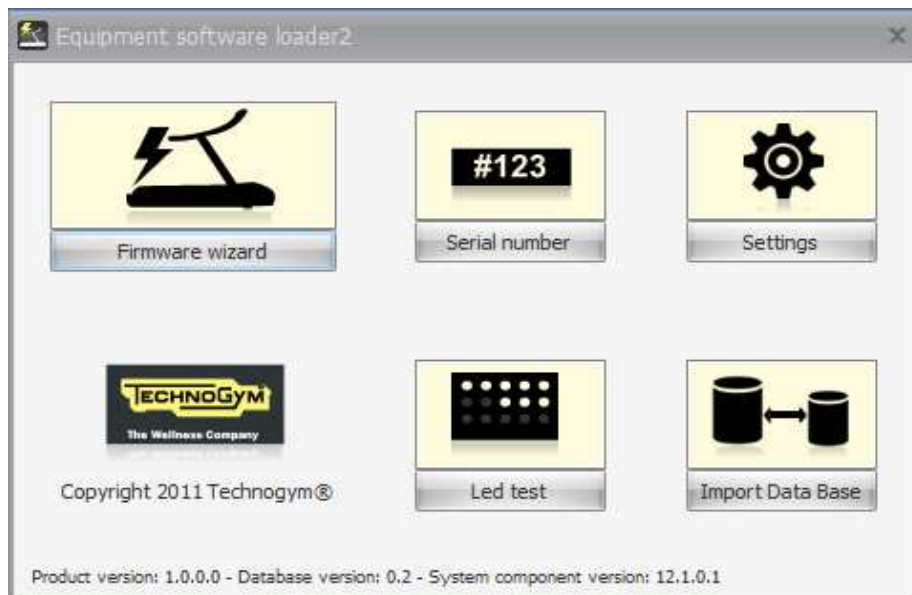 Equipment software loader2
#123
Firmware wizard
Serial number
Settings
TECHNOGYM
The Wellness Company
Copyright 2011 Technogym®
Led test
Import Data Base
Product version: 1.0.0.0 - Database version: 0.2 - System component version: 12.1.0.1